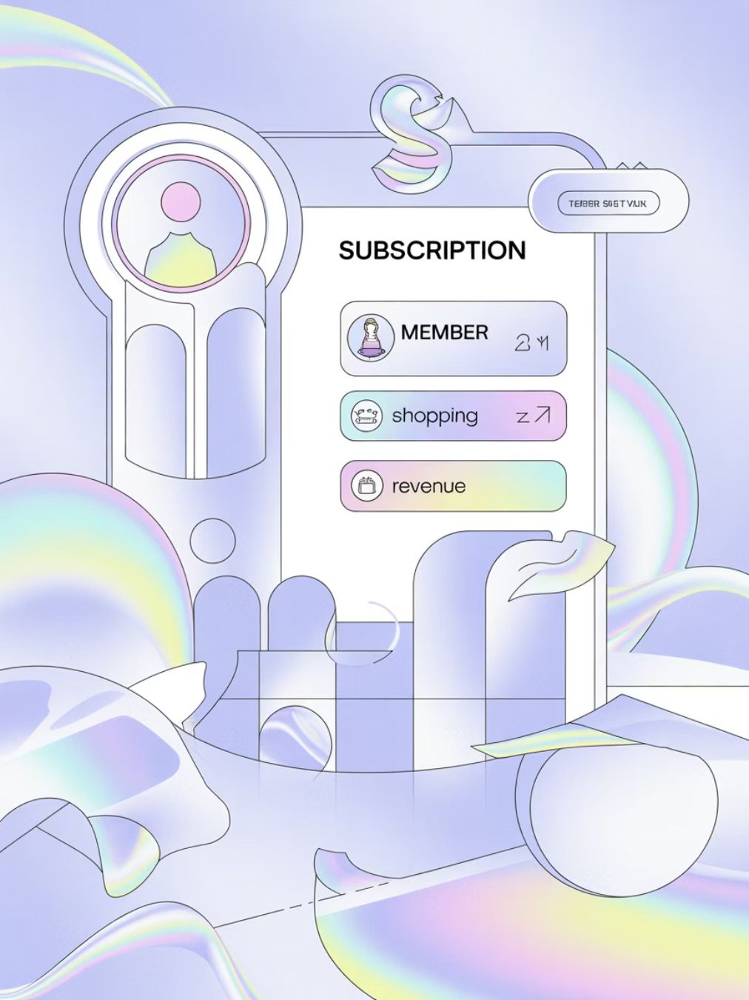 S
SUBSCRIPTION
MEMBER
shopping
revenue